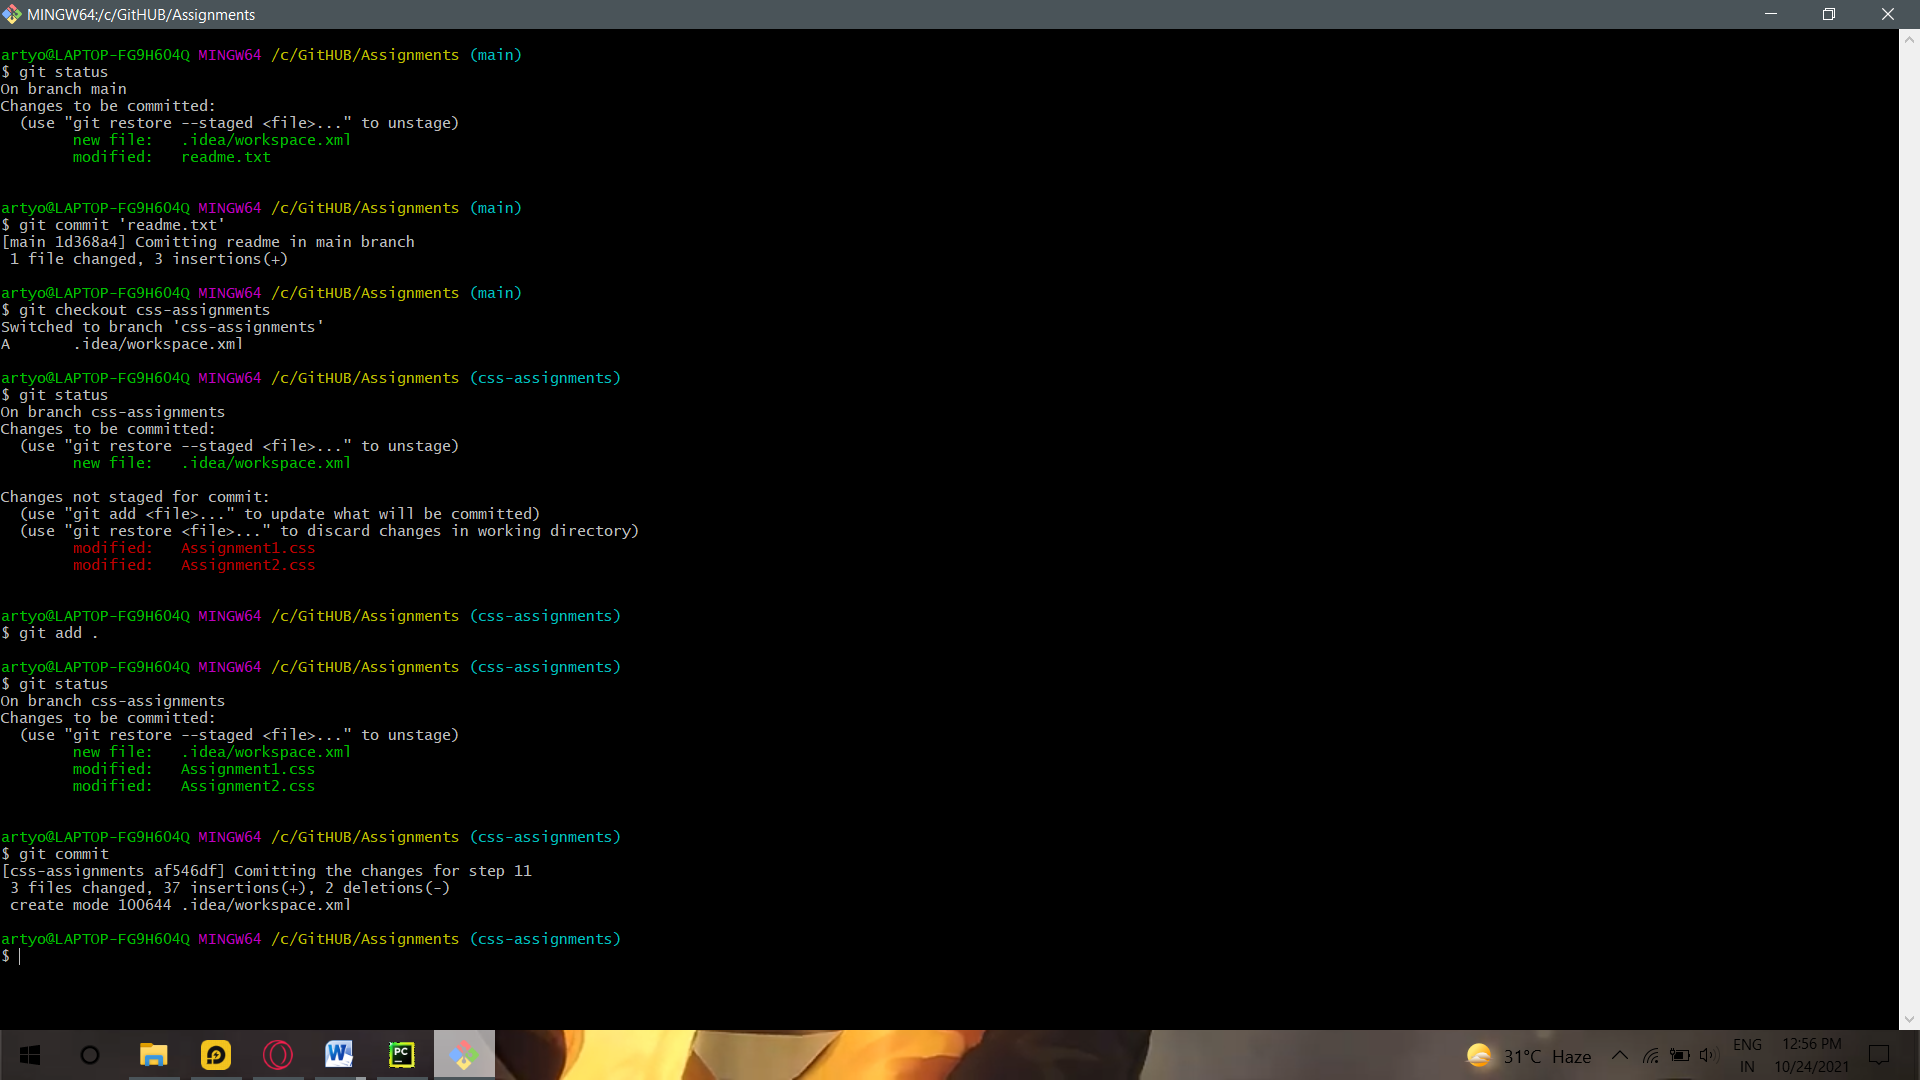 MINGW64:/c/GitHUB/Assignments
artyo@LAPTOP-FG9H6O4Q MINGW64 /c/GitHUB/Assignments (main)
$ git status
On branch main
Changes to be committed:
  (use "git restore --staged <file>..." to unstage)
        new file:   .idea/workspace.xml
        modified:   readme.txt
artyo@LAPTOP-FG9H6O4Q MINGW64 /c/GitHUB/Assignments (main)
$ git commit 'readme.txt'
[main 1d368a4] Comitting readme in main branch
 1 file changed, 3 insertions(+)
artyo@LAPTOP-FG9H6O4Q MINGW64 /c/GitHUB/Assignments (main)
$ git checkout css-assignments
Switched to branch 'css-assignments'
A       .idea/workspace.xml
artyo@LAPTOP-FG9H6O4Q MINGW64 /c/GitHUB/Assignments (css-assignments)
$ git status
On branch css-assignments
Changes to be committed:
  (use "git restore --staged <file>..." to unstage)
        new file:   .idea/workspace.xml
Changes not staged for commit:
  (use "git add <file>..." to update what will be committed)
  (use "git restore <file>..." to discard changes in working directory)
        modified:   Assignment1.css
        modified:   Assignment2.css
artyo@LAPTOP-FG9H6O4Q MINGW64 /c/GitHUB/Assignments (css-assignments)
$ git add .
artyo@LAPTOP-FG9H6O4Q MINGW64 /c/GitHUB/Assignments (css-assignments)
$ git status
On branch css-assignments
Changes to be committed:
  (use "git restore --staged <file>..." to unstage)
        new file:   .idea/workspace.xml
        modified:   Assignment1.css
        modified:   Assignment2.css
artyo@LAPTOP-FG9H6O4Q MINGW64 /c/GitHUB/Assignments (css-assignments)
$ git commit
[css-assignments af546df] Comitting the changes for step 11
 3 files changed, 37 insertions(+), 2 deletions(-)
 create mode 100644 .idea/workspace.xml
artyo@LAPTOP-FG9H6O4Q MINGW64 /c/GitHUB/Assignments (css-assignments)
$
W
PC
31°C Haze
ENG
IN
12:56 PM
10/24/2021